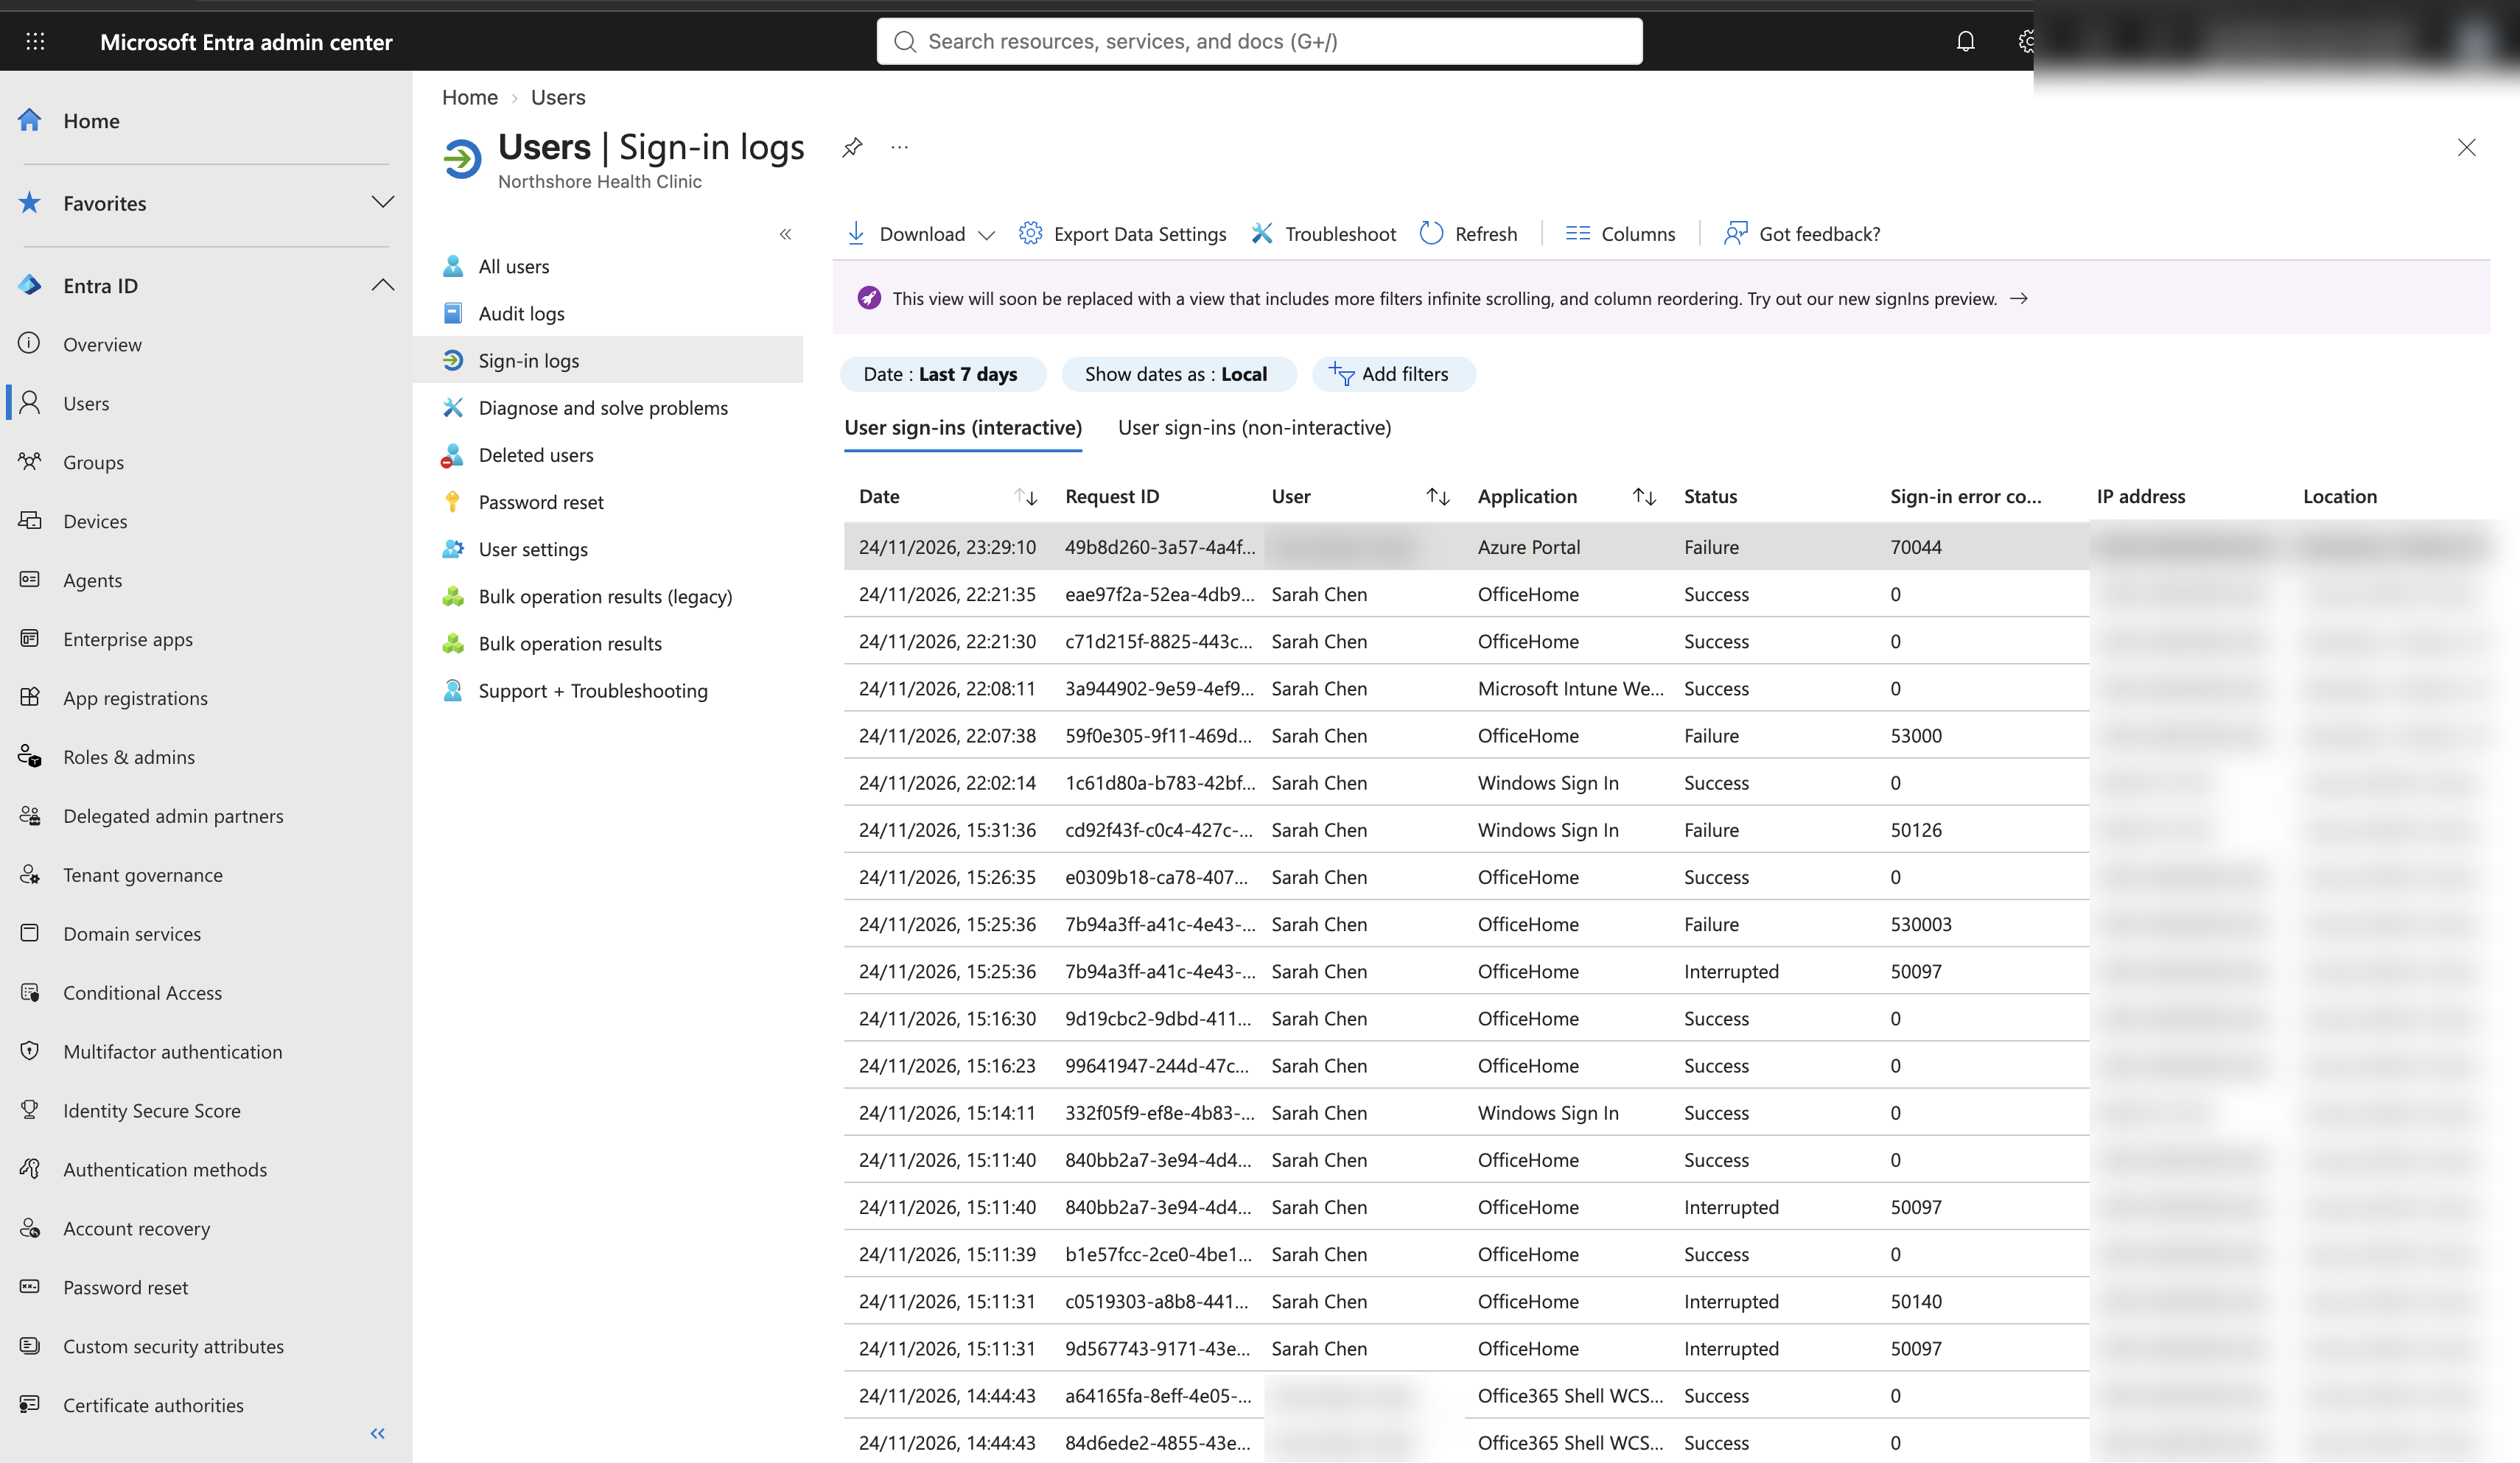 Microsoft Entra admin center
Search resources, services, and docs (G+/)
Home
Favorites
Entra ID
Overview
Users
Groups
Devices
Agents
Enterprise apps
App registrations
Roles & admins
Delegated admin partners
Tenant governance
Domain services
Conditional Access
Multifactor authentication
Identity Secure Score
Authentication methods
Account recovery
Password reset
Custom security attributes
Certificate authorities
Home > Users
Users | Sign-in logs
Northshore Health Clinic
All users
Audit logs
Sign-in logs
Diagnose and solve problems
Deleted users
Password reset
User settings
Bulk operation results (legacy)
Bulk operation results
Support + Troubleshooting
Download Export Data Settings Troubleshoot Refresh Columns Got feedback?
This view will soon be replaced with a view that includes more filters infinite scrolling, and column reordering. Try out our new signIns preview. →
Date : Last 7 days Show dates as : Local Add filters
User sign-ins (interactive) User sign-ins (non-interactive)
Date Request ID User Application Status Sign-in error co... IP address Location
24/11/2026, 23:29:10 49b8d260-3a57-4a4f... Azure Portal Failure 70044
24/11/2026, 22:21:35 eae97f2a-52ea-4db9... Sarah Chen OfficeHome Success 0
24/11/2026, 22:21:30 c71d215f-8825-443c... Sarah Chen OfficeHome Success 0
24/11/2026, 22:08:11 3a944902-9e59-4ef9... Sarah Chen Microsoft Intune We... Success 0
24/11/2026, 22:07:38 59f0e305-9f11-469d... Sarah Chen OfficeHome Failure 53000
24/11/2026, 22:02:14 1c61d80a-b783-42bf... Sarah Chen Windows Sign In Success 0
24/11/2026, 15:31:36 cd92f43f-c0c4-427c-... Sarah Chen Windows Sign In Failure 50126
24/11/2026, 15:26:35 e0309b18-ca78-407... Sarah Chen OfficeHome Success 0
24/11/2026, 15:25:36 7b94a3ff-a41c-4e43-... Sarah Chen OfficeHome Failure 530003
24/11/2026, 15:25:36 7b94a3ff-a41c-4e43-... Sarah Chen OfficeHome Interrupted 50097
24/11/2026, 15:16:30 9d19cbc2-9dbd-411... Sarah Chen OfficeHome Success 0
24/11/2026, 15:16:23 99641947-244d-47c... Sarah Chen OfficeHome Success 0
24/11/2026, 15:14:11 332f05f9-ef8e-4b83-... Sarah Chen Windows Sign In Success 0
24/11/2026, 15:11:40 840bb2a7-3e94-4d4... Sarah Chen OfficeHome Success 0
24/11/2026, 15:11:40 840bb2a7-3e94-4d4... Sarah Chen OfficeHome Interrupted 50097
24/11/2026, 15:11:39 b1e57fcc-2ce0-4be1... Sarah Chen OfficeHome Success 0
24/11/2026, 15:11:31 c0519303-a8b8-441... Sarah Chen OfficeHome Interrupted 50140
24/11/2026, 15:11:31 9d567743-9171-43e... Sarah Chen OfficeHome Interrupted 50097
24/11/2026, 14:44:43 a64165fa-8eff-4e05-... Office365 Shell WCS... Success 0
24/11/2026, 14:44:43 84d6ede2-4855-43e... Office365 Shell WCS... Success 0